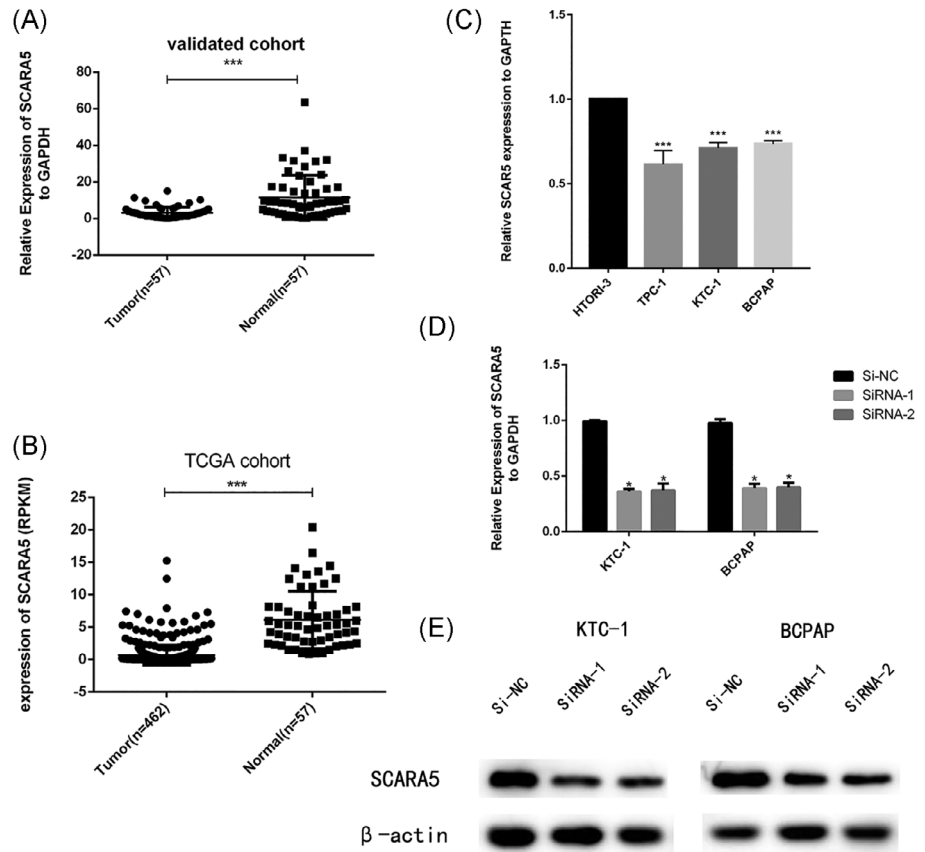 (A)
validated cohort
***
Relative Expression of SCARA5
to GAPDH
80
60
40
20
0
-20
Tumor(n=57)
Normal(n=57)
(B)
TCGA cohort
***
expression of SCARA5 (RPKM)
25
20
15
10
5
0
-5
Tumor(n=462)
Normal(n=57)
(C)
Relative SCAR5 expresssion to GAPTH
1.5
1.0
0.5
0.0
***
***
***
HTORI-3
TPC-1
KTC-1
BCPAP
(D)
Relative Expression of SCARA5
to GAPDH
1.5
1.0
0.5
0.0
*
*
*
*
KTC-1
BCPAP
Si-NC
SiRNA-1
SiRNA-2
(E)
KTC-1
BCPAP
Si-NC
SiRNA-1
SiRNA-2
Si-NC
SiRNA-1
SiRNA-2
SCARA5
β-actin